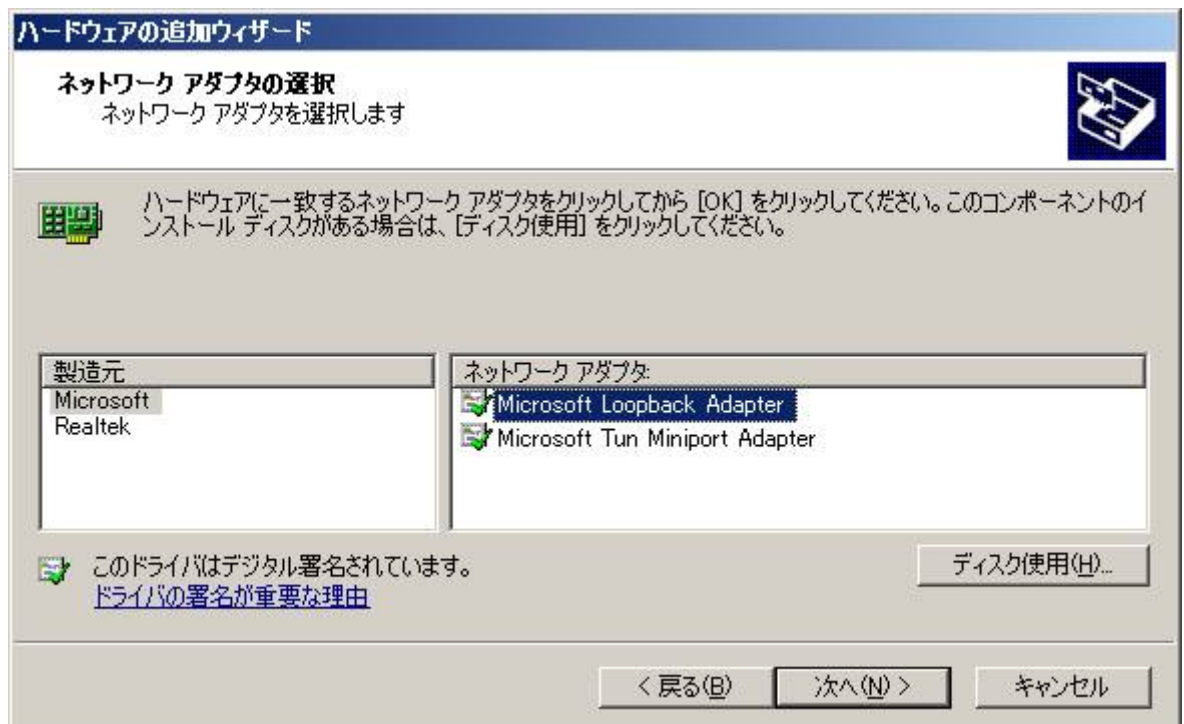 ハードウェアの追加ウィザード
ネットワーク アダプタの選択
ネットワーク アダプタを選択します
ハードウェアに一致するネットワーク アダプタをクリックしてから [OK] をクリックしてください。このコンポーネントのイ
ンストール ディスクがある場合は、[ディスク使用] をクリックしてください。
製造元
Microsoft
Realtek
ネットワーク アダプタ:
Microsoft Loopback Adapter
Microsoft Tun Miniport Adapter
このドライバはデジタル署名されています。
ドライバの署名が重要な理由
ディスク使用(H)...
< 戻る(B)
次へ(N) >
キャンセル